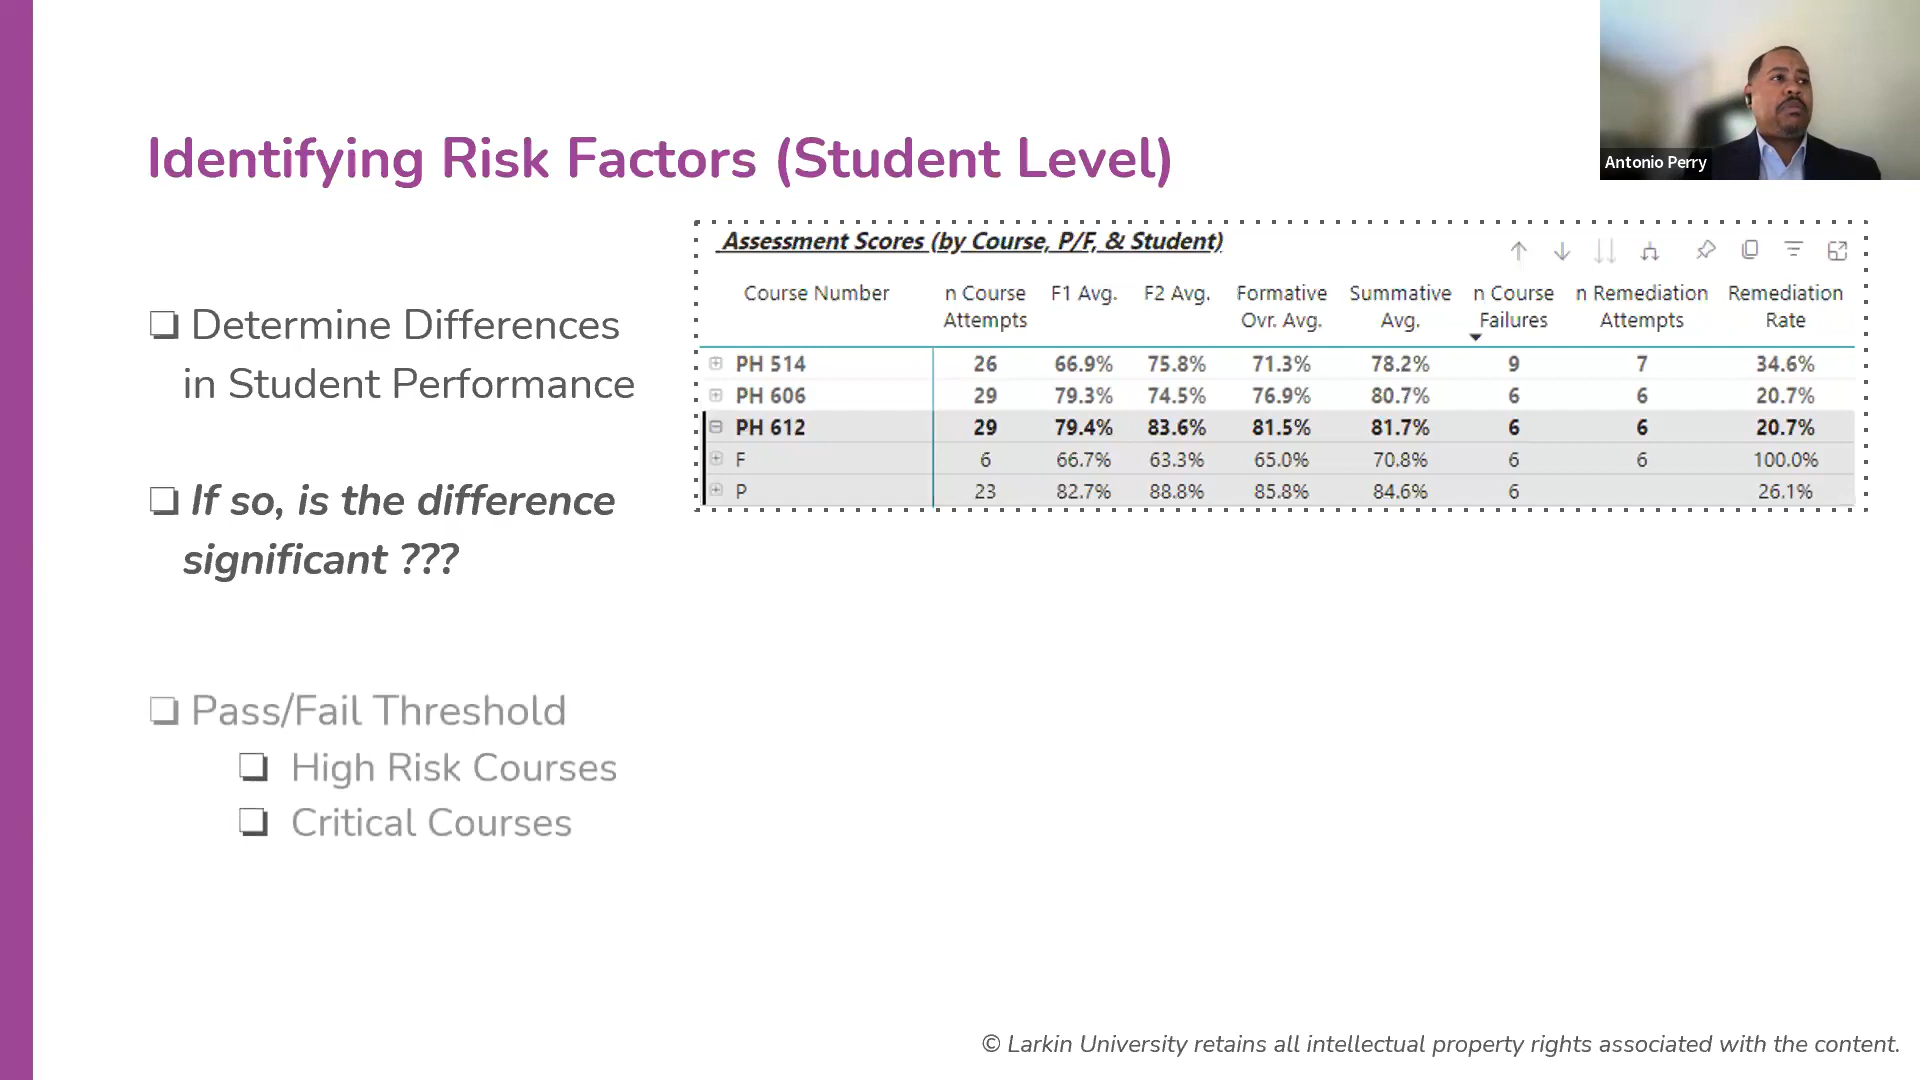 Antonio Perry
Identifying Risk Factors (Student Level)
❏ Determine Differences
in Student Performance
❏ If so, is the difference
significant ???
❏ Pass/Fail Threshold
❏ High Risk Courses
❏ Critical Courses
Assessment Scores (by Course, P/F, & Student)
Course Number n Course Attempts F1 Avg. F2 Avg. Formative Ovr. Avg. Summative Avg. n Course Failures n Remediation Attempts Remediation Rate
PH 514 26 66.9% 75.8% 71.3% 78.2% 9 7 34.6%
PH 606 29 79.3% 74.5% 76.9% 80.7% 6 6 20.7%
PH 612 29 79.4% 83.6% 81.5% 81.7% 6 6 20.7%
F 6 66.7% 63.3% 65.0% 70.8% 6 6 100.0%
P 23 82.7% 88.8% 85.8% 84.6% 6 26.1%
© Larkin University retains all intellectual property rights associated with the content.